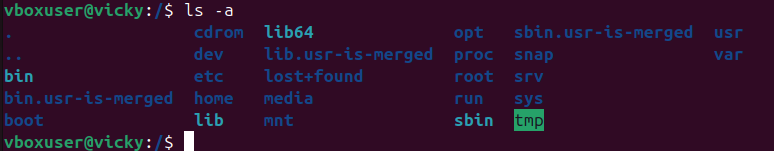 vboxuser@vicky:/$ ls -a
. cdrom lib64 opt sbin.usr-is-merged usr
.. dev lib.usr-is-merged proc snap var
bin etc lost+found root srv
bin.usr-is-merged home media run sys
boot lib mnt sbin tmp
vboxuser@vicky:/$